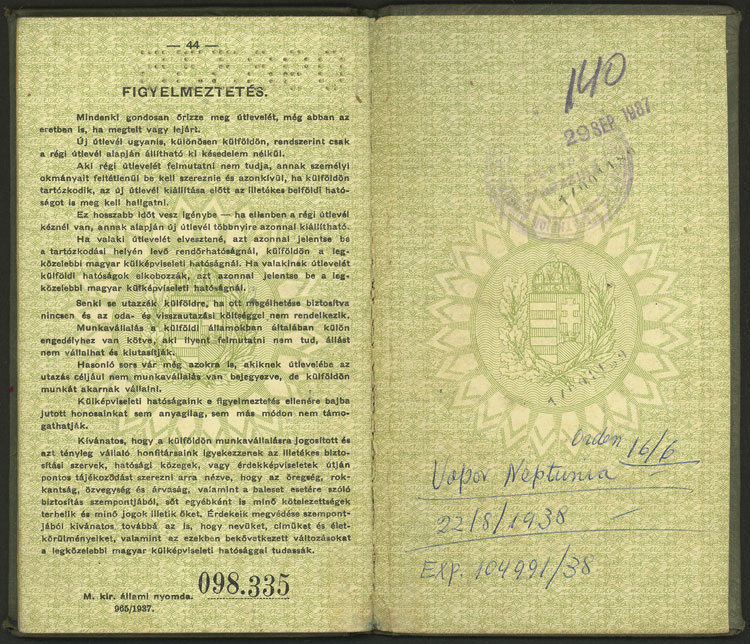 — 44 —
FIGYELMEZTETÉS.
Mindenki gondosan őrizze meg útlevelét, még abban az
esetben is, ha megtelt vagy lejárt.
Új útlevél ugyanis, különösen külföldön, rendszerint csak
a régi útlevél alapján állítható ki késedelem nélkül.
Aki régi útlevelét felmutatni nem tudja, annak személyi
okmányait feltétlenül be kell szereznie és azonkívül, ha külföldön
tartózkodik, az új útlevél kiállítása előtt az illetékes belföldi ható-
ságot is meg kell hallgatni.
Ez hosszabb időt vesz igénybe — ha ellenben a régi útlevél
kéznél van, annak alapján új útlevél többnyire azonnal kiállítható.
Ha valaki útlevelét elvesztené, azt azonnal jelentse be
a tartózkodási helyén levő rendőrhatóságnál, külföldön a leg-
közelebbi magyar külképviseleti hatóságnál. Ha valakinek útlevelét
külföldi hatóságok elkobozzák, azt azonnal jelentse be a leg-
közelebbi magyar külképviseleti hatóságnál.
Senki se utazzék külföldre, ha ott megélhetése biztosítva
nincsen és az oda- és visszautazási költséggel nem rendelkezik.
Munkavállalás a külföldi államokban általában külön
engedélyhez van kötve, aki ilyent felmutatni nem tud, állást
nem vállalhat és kiutasítják.
Hasonló sors vár még azokra is, akiknek útlevelébe az
utazás céljául nem munkavállalás van bejegyezve, de külföldön
munkát akarnak vállalni.
Külképviseleti hatóságaink e figyelmeztetés ellenére bajba
jutott honosainkat sem anyagilag, sem más módon nem támo-
gathatják.
Kívánatos, hogy a külföldön munkavállalásra jogosított és
azt tényleg vállaló honfitársaink igyekezzenek az illetékes bizto-
sítási szervek, hatósági közegek, vagy érdekképviseletek útján
pontos tájékozódást szerezni arra nézve, hogy az öregség, rok-
kantság, özvegység és árvaság, valamint a baleset esetére szóló
biztosítás szempontjából, sőt egyébként is minő kötelezettségek
terhelik és minő jogok illetik őket. Érdekeik megvédése szempont-
jából kívánatos továbbá az is, hogy nevüket, címüket és élet-
körülményeiket, valamint az ezekben bekövetkezett változásokat
a legközelebbi magyar külképviseleti hatósággal tudassák.
M. kir. állami nyomda.
965/1937.
098.335
140
29 SEP 1937
Orden 16/6
Vapor Neptunia
22/8/1938
Exp. 104991/38